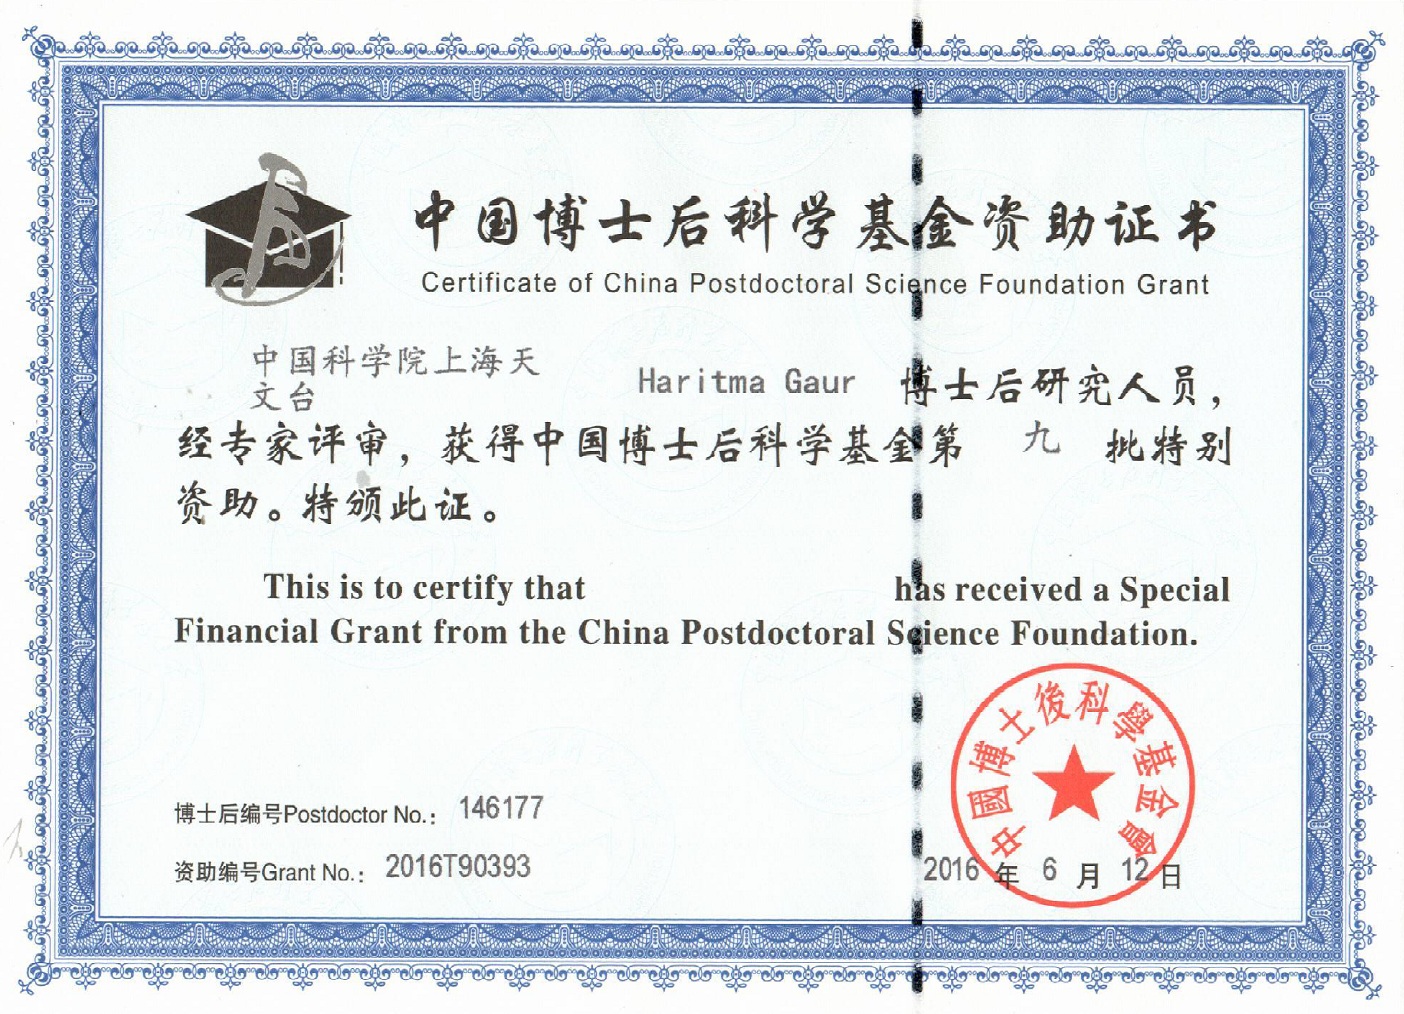 中国博士后科学基金资助证书
Certificate of China Postdoctoral Science Foundation Grant
中国科学院上海天
文台
Haritma Gaur 博士后研究人员，
经专家评审，获得中国博士后科学基金第 九 批特别
资助。特颁此证。
This is to certify that has received a Special
Financial Grant from the China Postdoctoral Science Foundation.
中國博士後科學基金會
博士后编号Postdoctor No.： 146177
资助编号Grant No.： 2016T90393
2016 年 6 月 12 日